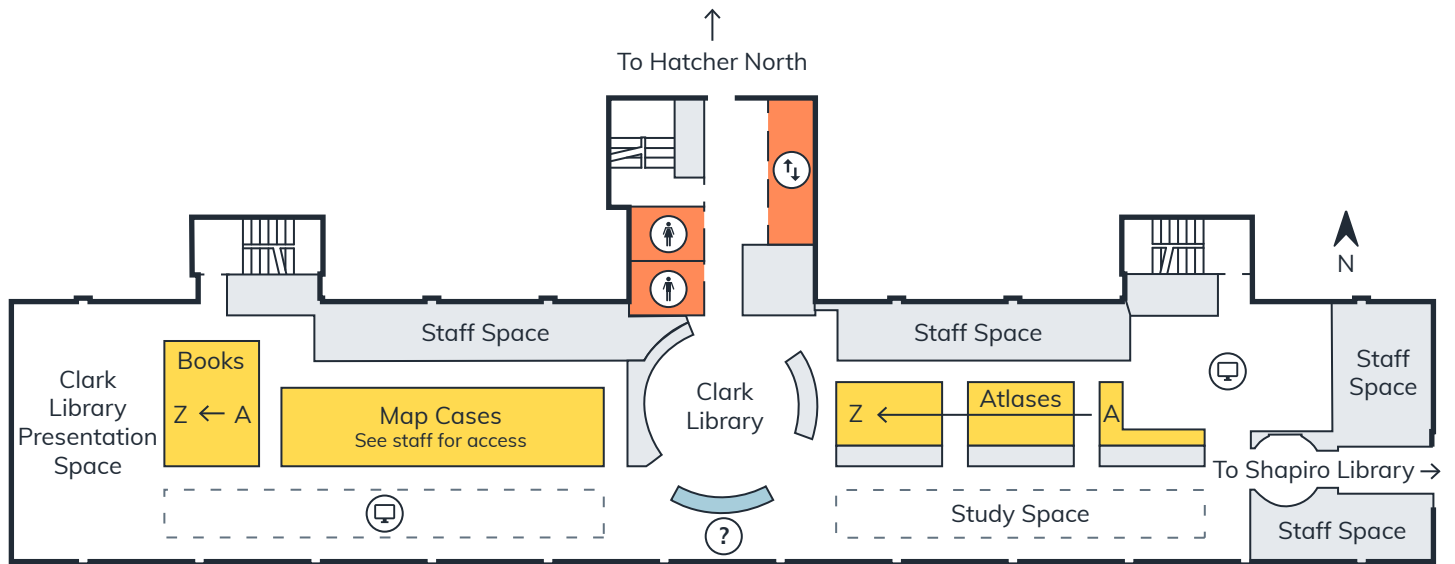 To Hatcher North
N
Staff Space
Staff Space
Staff
Space
Books
Z A
Clark
Library
Presentation
Space
Map Cases
See staff for access
Clark
Library
Z
Atlases
A
To Shapiro Library
Study Space
Staff Space
?